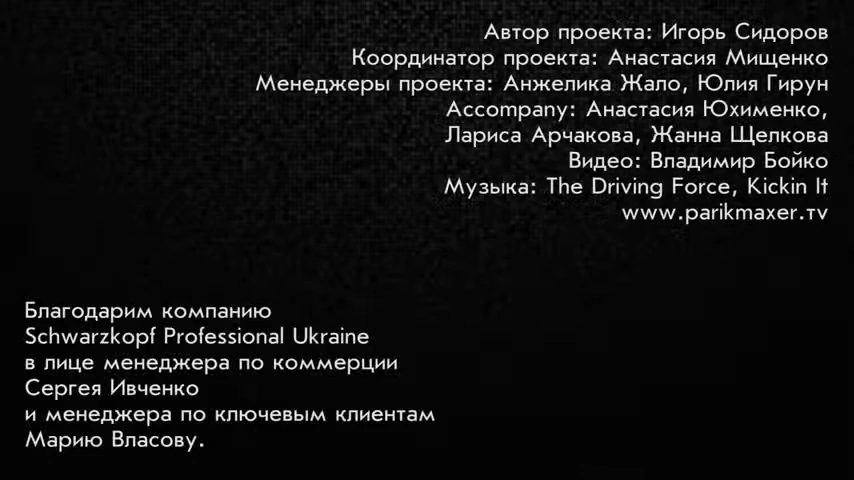 Автор проекта: Игорь Сидоров
Координатор проекта: Анастасия Мищенко
Менеджеры проекта: Анжелика Жало, Юлия Гирун
Accompany: Анастасия Юхименко,
Лариса Арчакова, Жанна Щелкова
Видео: Владимир Бойко
Музыка: The Driving Force, Kickin It
www.parikmaxer.тv
Благодарим компанию
Schwarzkopf Professional Ukraine
в лице менеджера по коммерции
Сергея Ивченко
и менеджера по ключевым клиентам
Марию Власову.